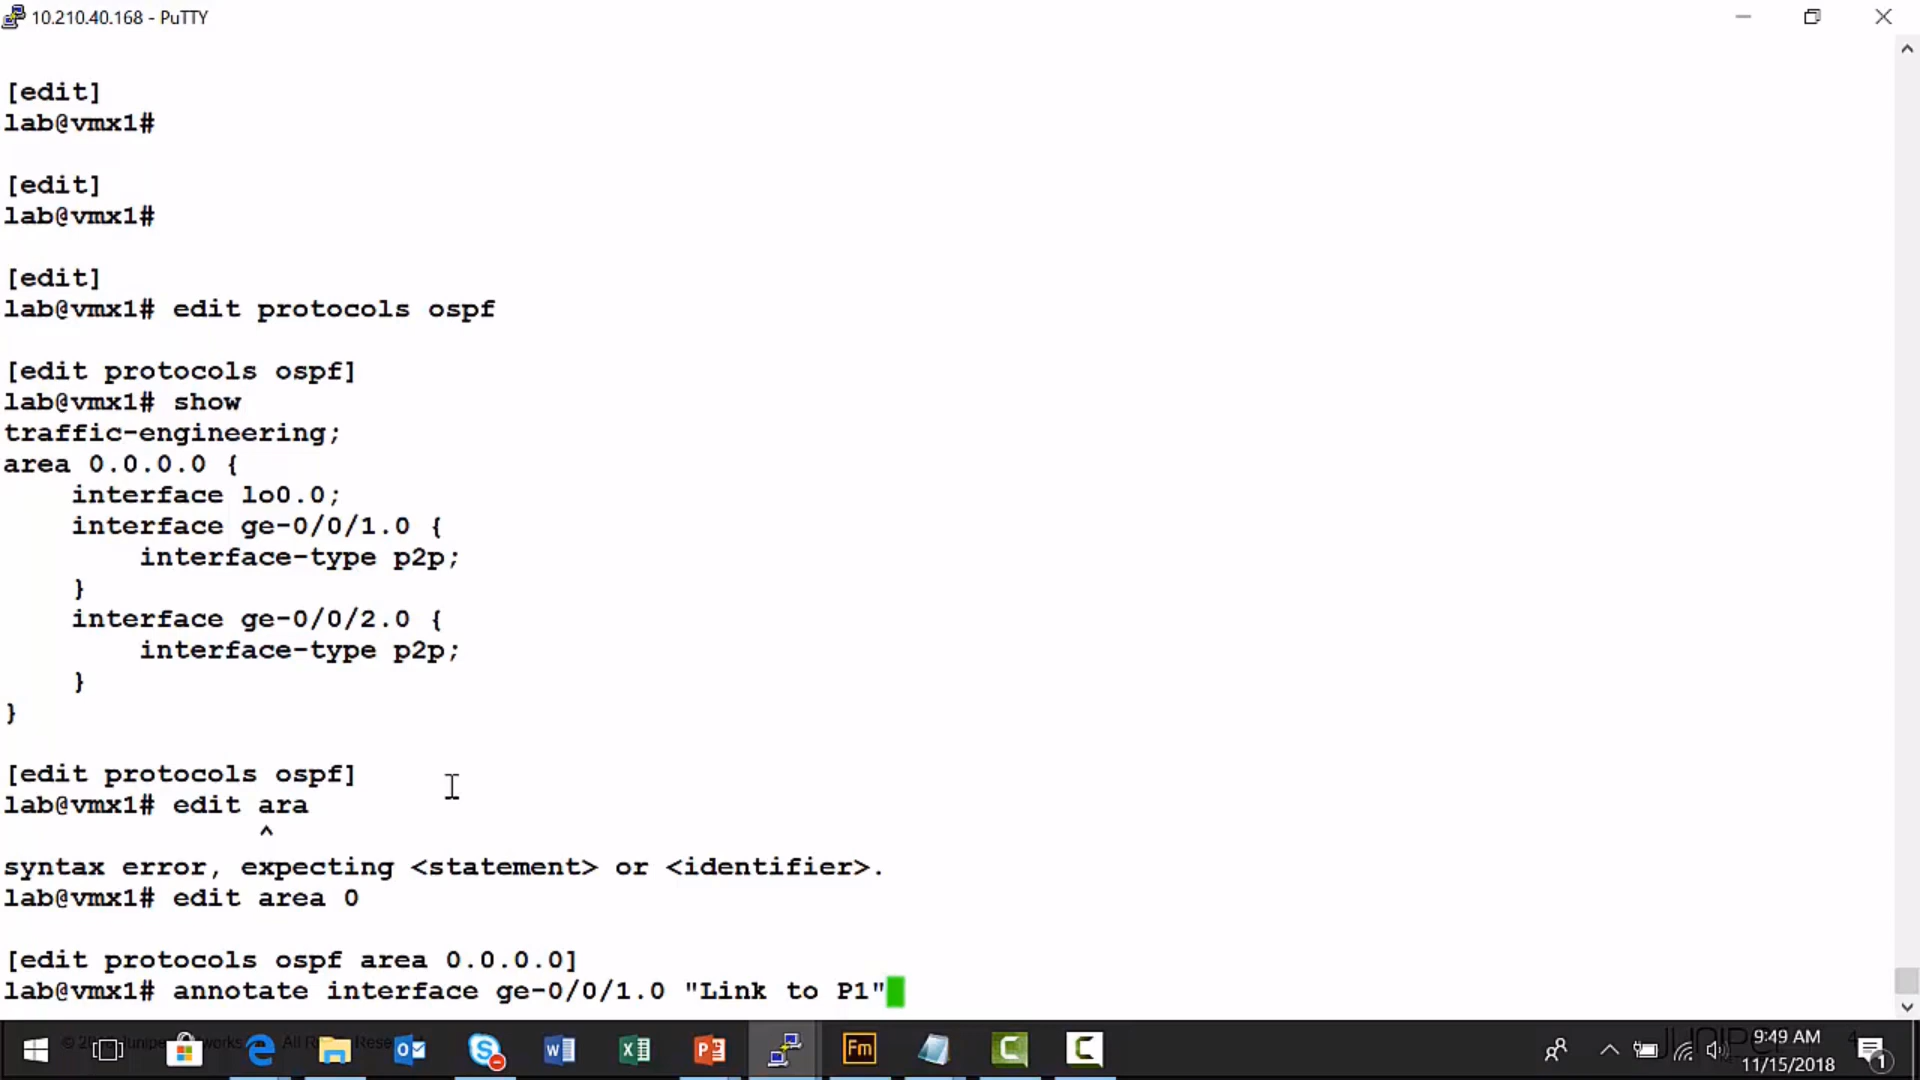 10.210.40.168 - PuTTY
[edit]
lab@vmx1#
[edit]
lab@vmx1#
[edit]
lab@vmx1# edit protocols ospf
[edit protocols ospf]
lab@vmx1# show
traffic-engineering;
area 0.0.0.0 {
    interface lo0.0;
    interface ge-0/0/1.0 {
        interface-type p2p;
    }
    interface ge-0/0/2.0 {
        interface-type p2p;
    }
}
[edit protocols ospf]
lab@vmx1# edit ara
^
syntax error, expecting <statement> or <identifier>.
lab@vmx1# edit area 0
[edit protocols ospf area 0.0.0.0]
lab@vmx1# annotate interface ge-0/0/1.0 "Link to P1"
9:49 AM
11/15/2018
1